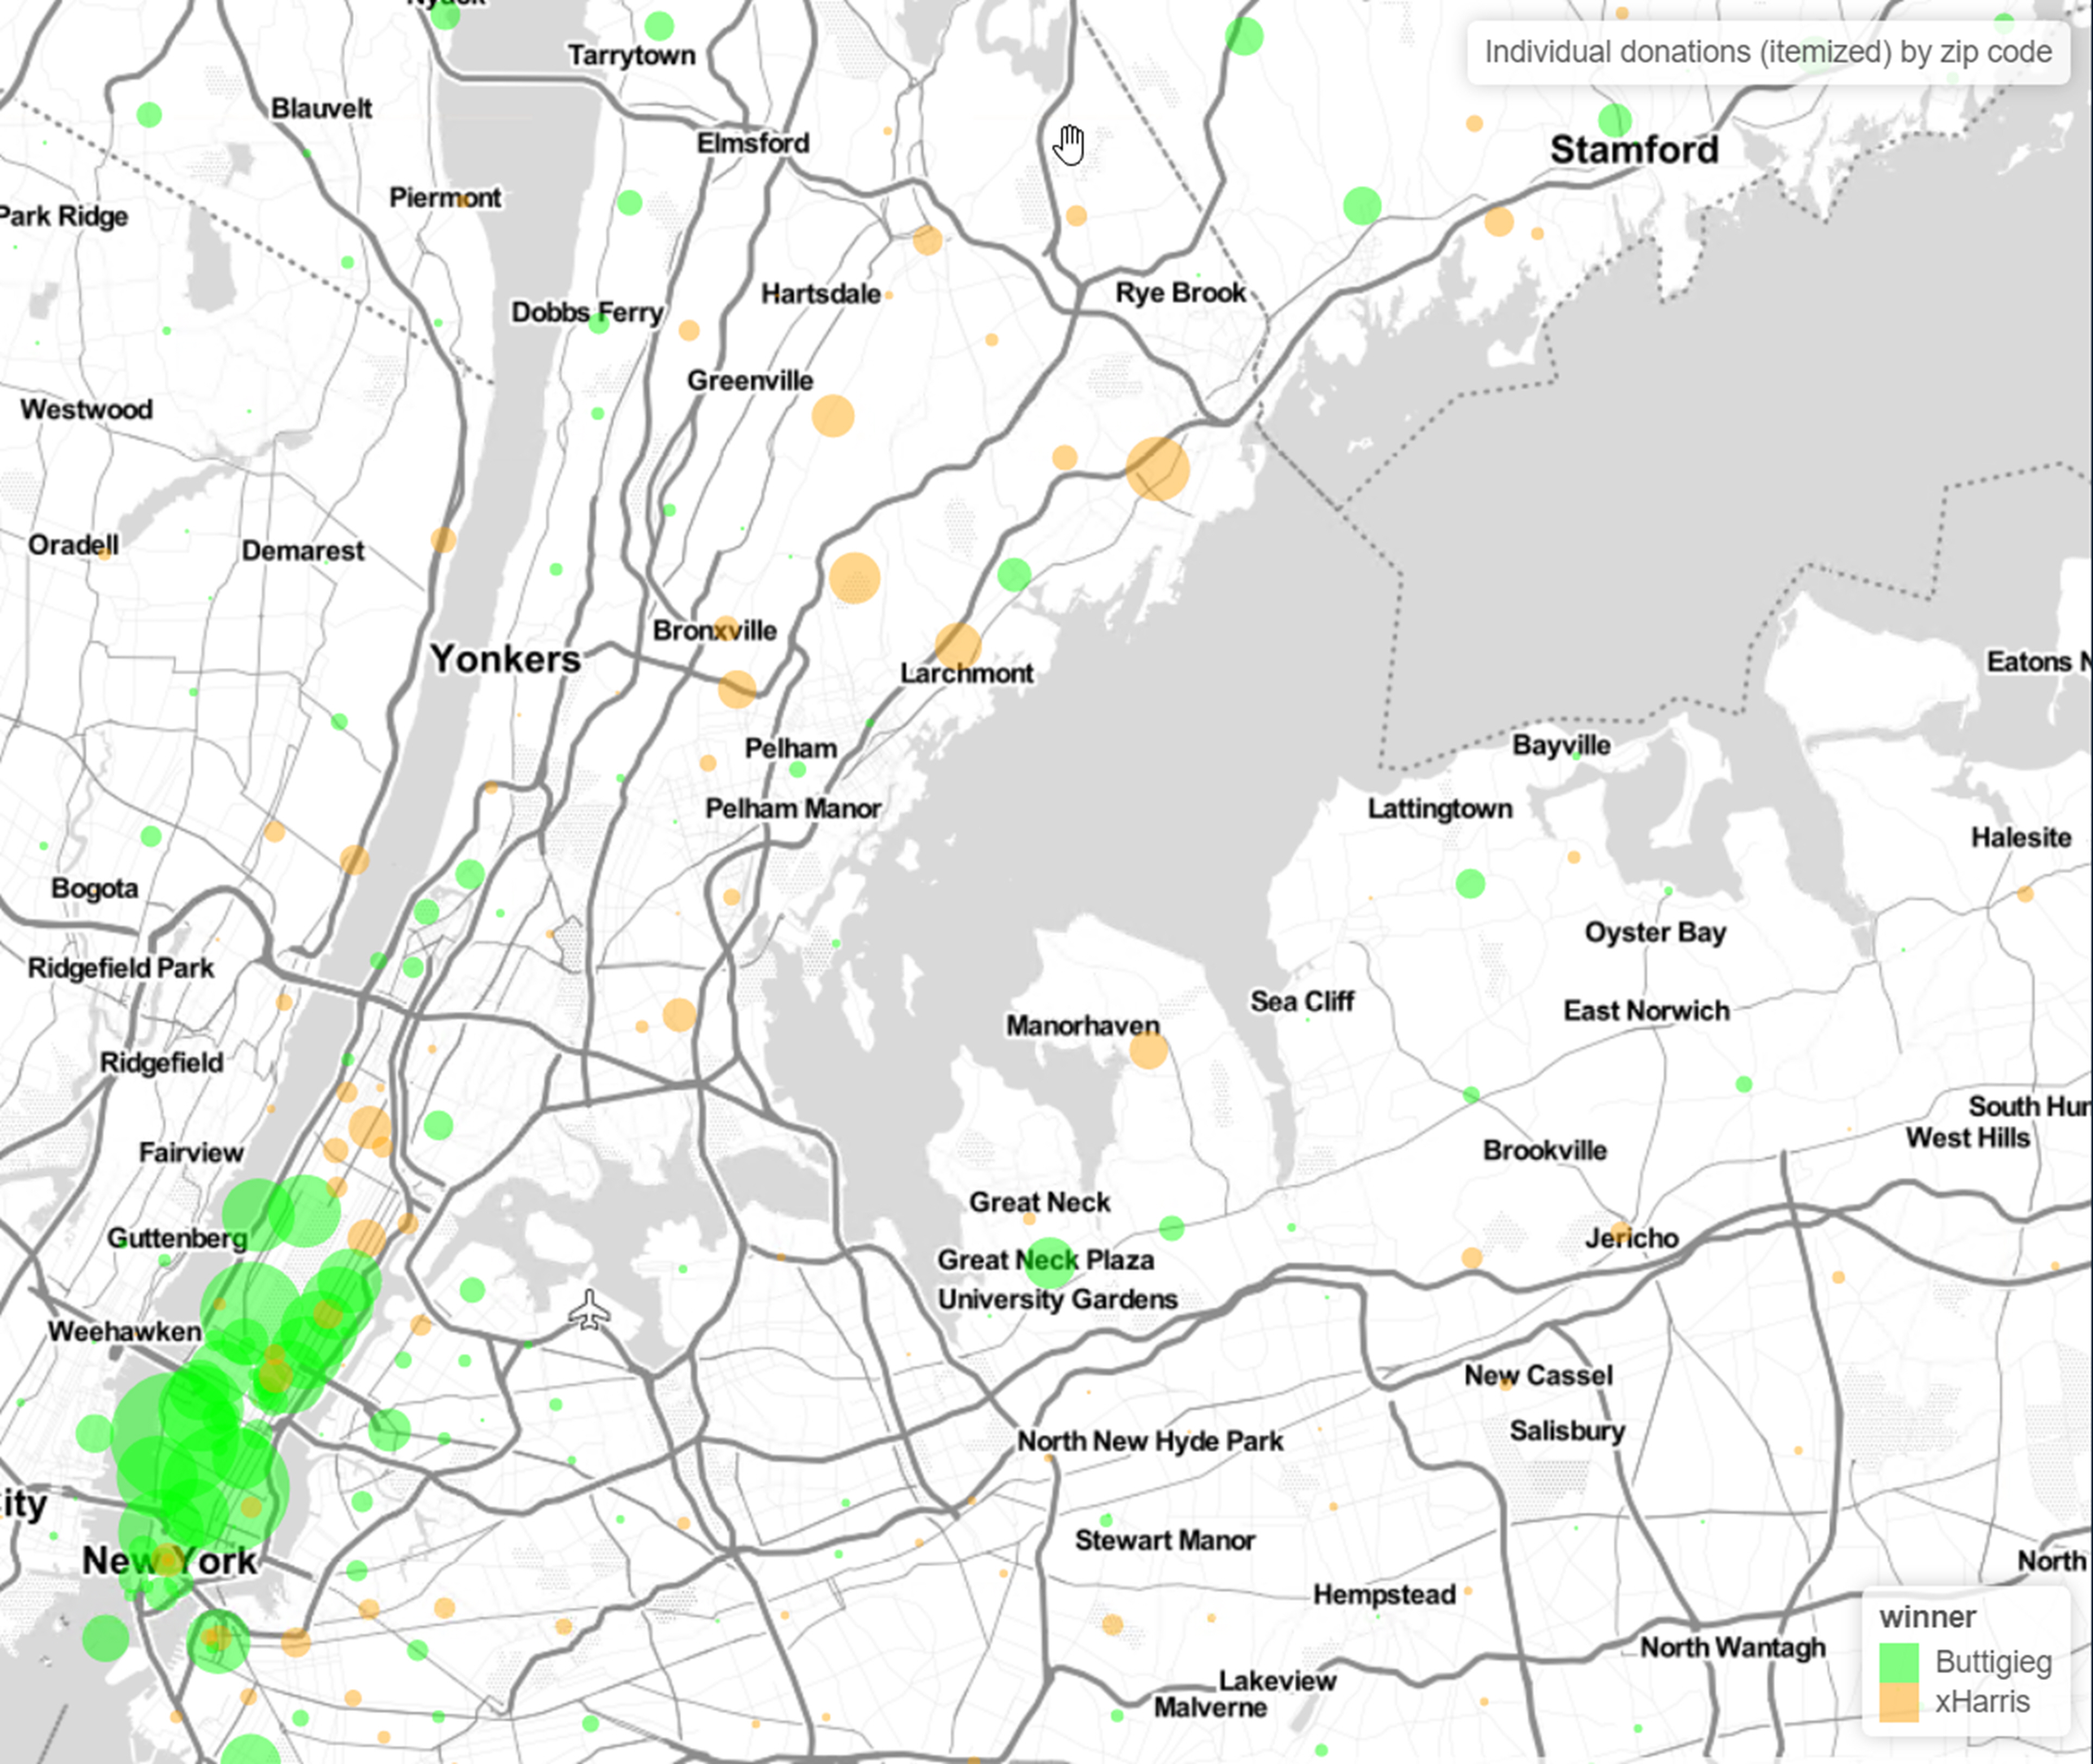 Nyack
Tarrytown
Individual donations (itemized) by zip code
Blauvelt
Elmsford
Stamford
Piermont
Park Ridge
Hartsdale
Rye Brook
Dobbs Ferry
Greenville
Westwood
Oradell
Demarest
Bronxville
Yonkers
Larchmont
Eatons N
Pelham
Bayville
Pelham Manor
Lattingtown
Halesite
Bogota
Oyster Bay
Ridgefield Park
Sea Cliff
East Norwich
Manorhaven
Ridgefield
South Hun
West Hills
Fairview
Brookville
Great Neck
Guttenberg
Jericho
Great Neck Plaza
University Gardens
Weehawken
New Cassel
Salisbury
North New Hyde Park
ity
Stewart Manor
New York
North
Hempstead
winner
North Wantagh
Buttigieg
Lakeview
xHarris
Malverne